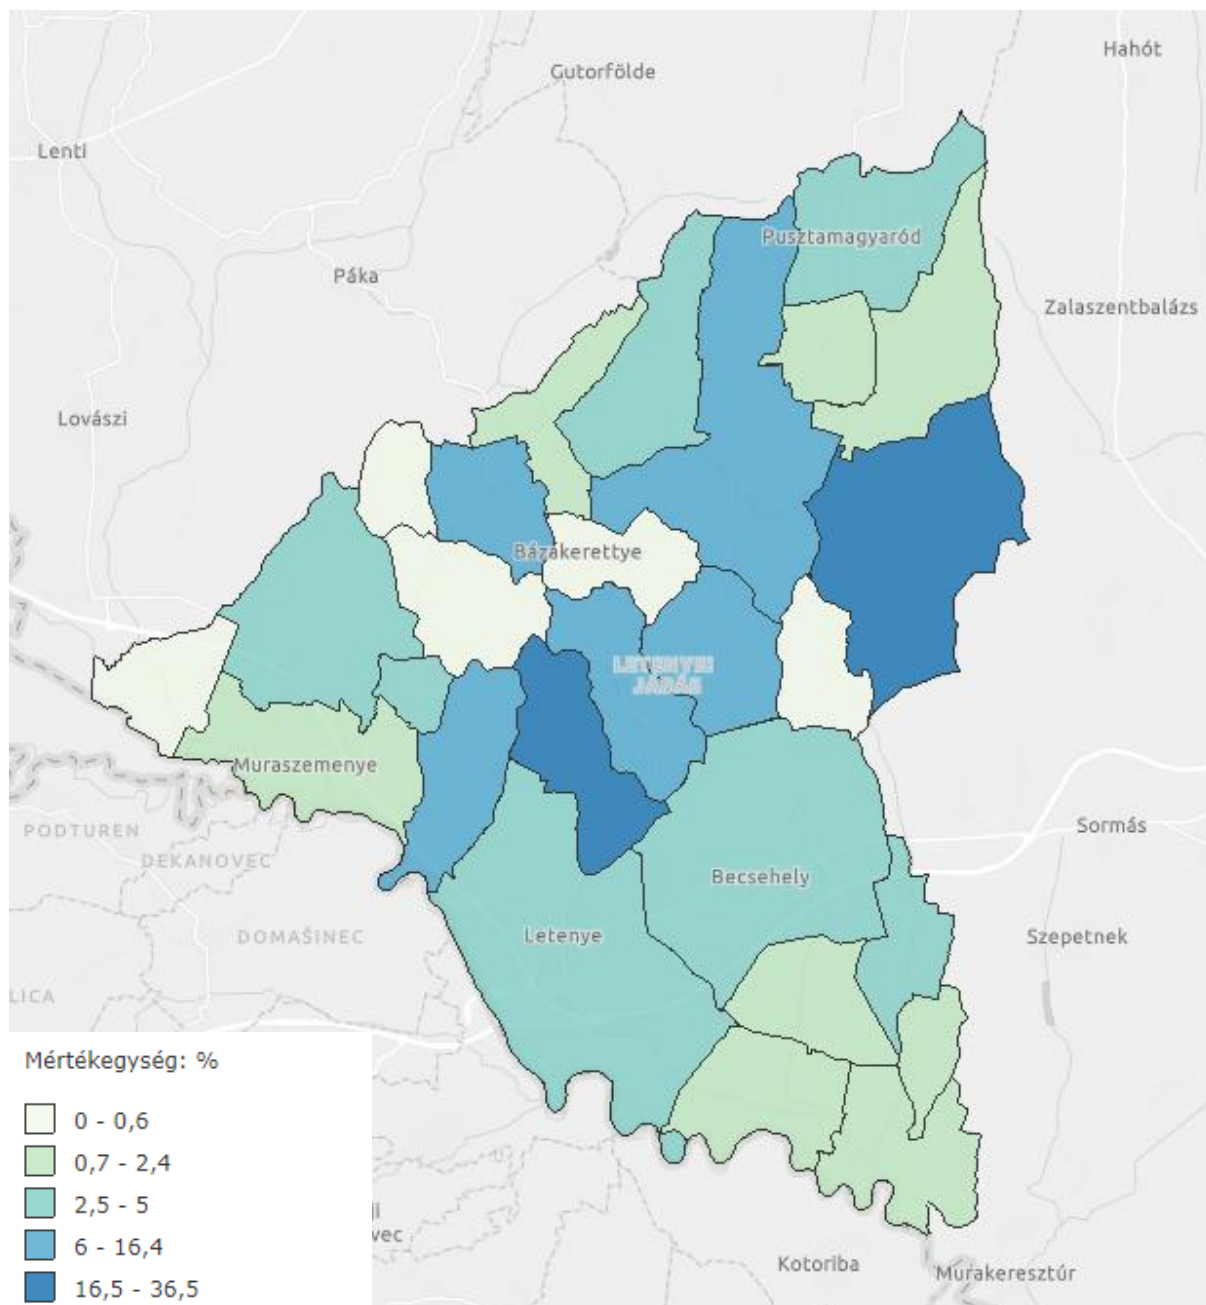 Hahót
Gutorfölde
Lenti
Pusztamagyaród
Páka
Zalaszentbalázs
Lovászi
Bázakerettye
LETENYEI
JÁRÁS
Muraszemenye
PODTUREN
Sormás
DEKANOVEC
Becsehely
DOMAŠINEC
Letenye
Szepetnek
LICA
Mértékegység: %
0 - 0,6
0,7 - 2,4
2,5 - 5
6 - 16,4
16,5 - 36,5
vec
Kotoriba
Murakeresztúr